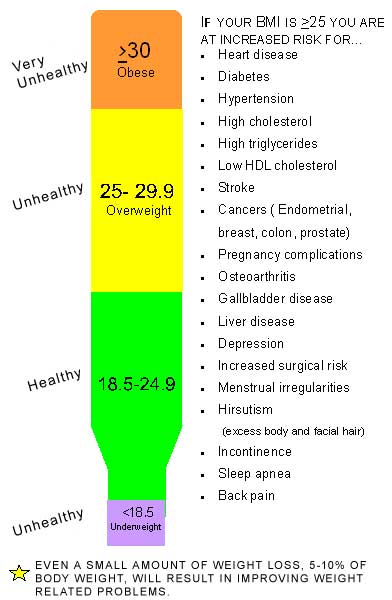 IF YOUR BMI IS ≥25 YOU ARE
AT INCREASED RISK FOR...
Very
Unhealthy
≥30
Obese
Unhealthy
25- 29.9
Overweight
Healthy
18.5-24.9
Unhealthy
<18.5
Underweight
• Heart disease
• Diabetes
• Hypertension
• High cholesterol
• High triglycerides
• Low HDL cholesterol
• Stroke
• Cancers ( Endometrial,
breast, colon, prostate)
• Pregnancy complications
• Osteoarthritis
• Gallbladder disease
• Liver disease
• Depression
• Increased surgical risk
• Menstrual irregularities
• Hirsutism
(excess body and facial hair)
• Incontinence
• Sleep apnea
• Back pain
EVEN A SMALL AMOUNT OF WEIGHT LOSS, 5-10% OF
BODY WEIGHT, WILL RESULT IN IMPROVING WEIGHT
RELATED PROBLEMS.